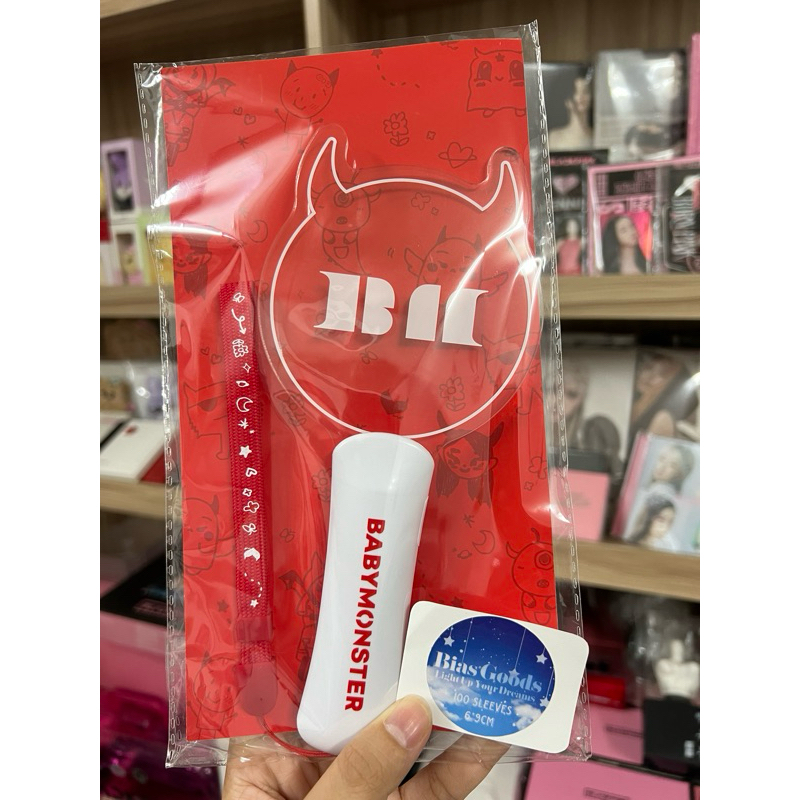 BM
BABYMONSTER
Bias Goods
Light Up Your Dreams
100 SLEEVES
6*9CM